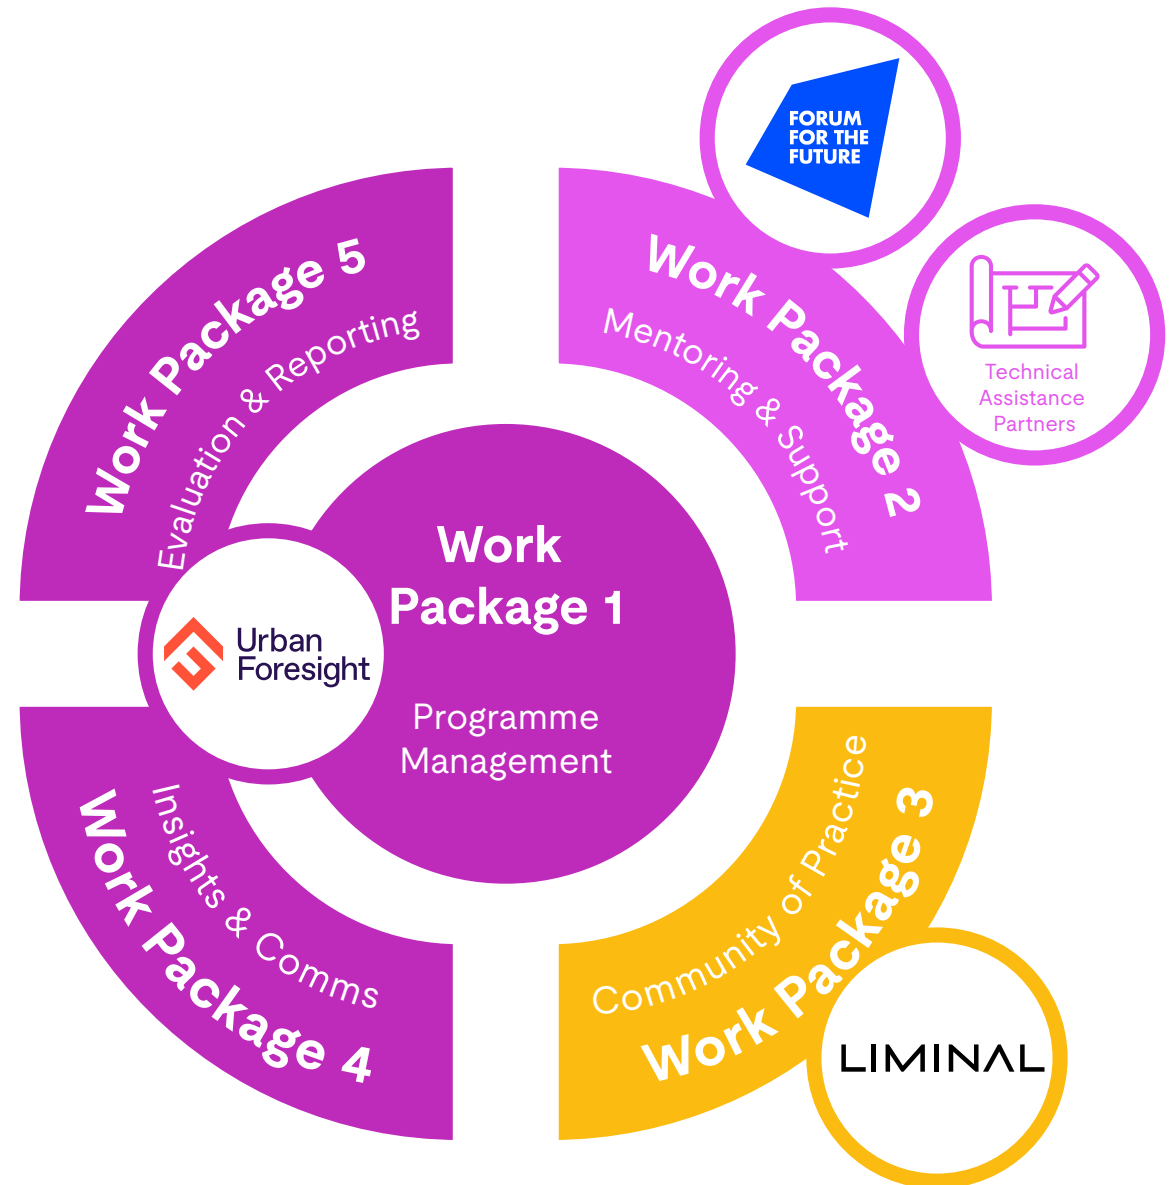 FORUM
FOR THE
FUTURE
Technical
Assistance
Partners
Work Package 5
Evaluation & Reporting
Work Package 2
Mentoring & Support
Work
Package 1
Programme
Management
Urban
Foresight
Work Package 4
Insights & Comms
Work Package 3
Community of Practice
LIMINAL